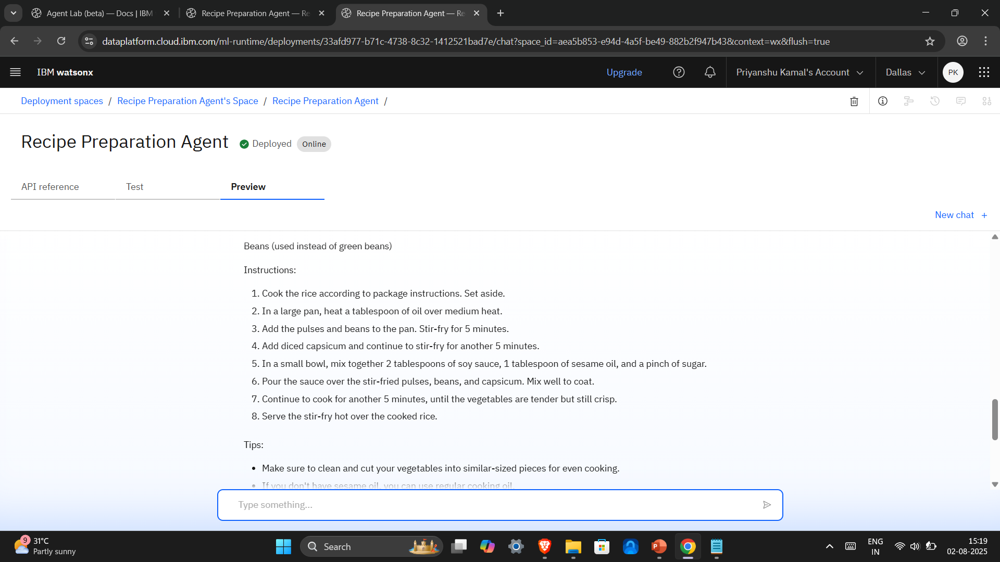 Agent Lab (beta) — Docs | IBM
Recipe Preparation Agent — Re
Recipe Preparation Agent — Re
dataplatform.cloud.ibm.com/ml-runtime/deployments/33afd977-b71c-4738-8c32-1412521bad7e/chat?space_id=aea5b853-e94d-4a5f-be49-882b2f947b43&context=wx&flush=true
IBM watsonx
Upgrade
Priyanshu Kamal's Account
Dallas
PK
Deployment spaces / Recipe Preparation Agent's Space / Recipe Preparation Agent /
Recipe Preparation Agent
Deployed
Online
API reference
Test
Preview
New chat +
Beans (used instead of green beans)
Instructions:
1. Cook the rice according to package instructions. Set aside.
2. In a large pan, heat a tablespoon of oil over medium heat.
3. Add the pulses and beans to the pan. Stir-fry for 5 minutes.
4. Add diced capsicum and continue to stir-fry for another 5 minutes.
5. In a small bowl, mix together 2 tablespoons of soy sauce, 1 tablespoon of sesame oil, and a pinch of sugar.
6. Pour the sauce over the stir-fried pulses, beans, and capsicum. Mix well to coat.
7. Continue to cook for another 5 minutes, until the vegetables are tender but still crisp.
8. Serve the stir-fry hot over the cooked rice.
Tips:
• Make sure to clean and cut your vegetables into similar-sized pieces for even cooking.
• If you don't have sesame oil, you can use regular cooking oil.
Type something...
9
31°C
Partly sunny
Search
ENG
IN
15:19
02-08-2025